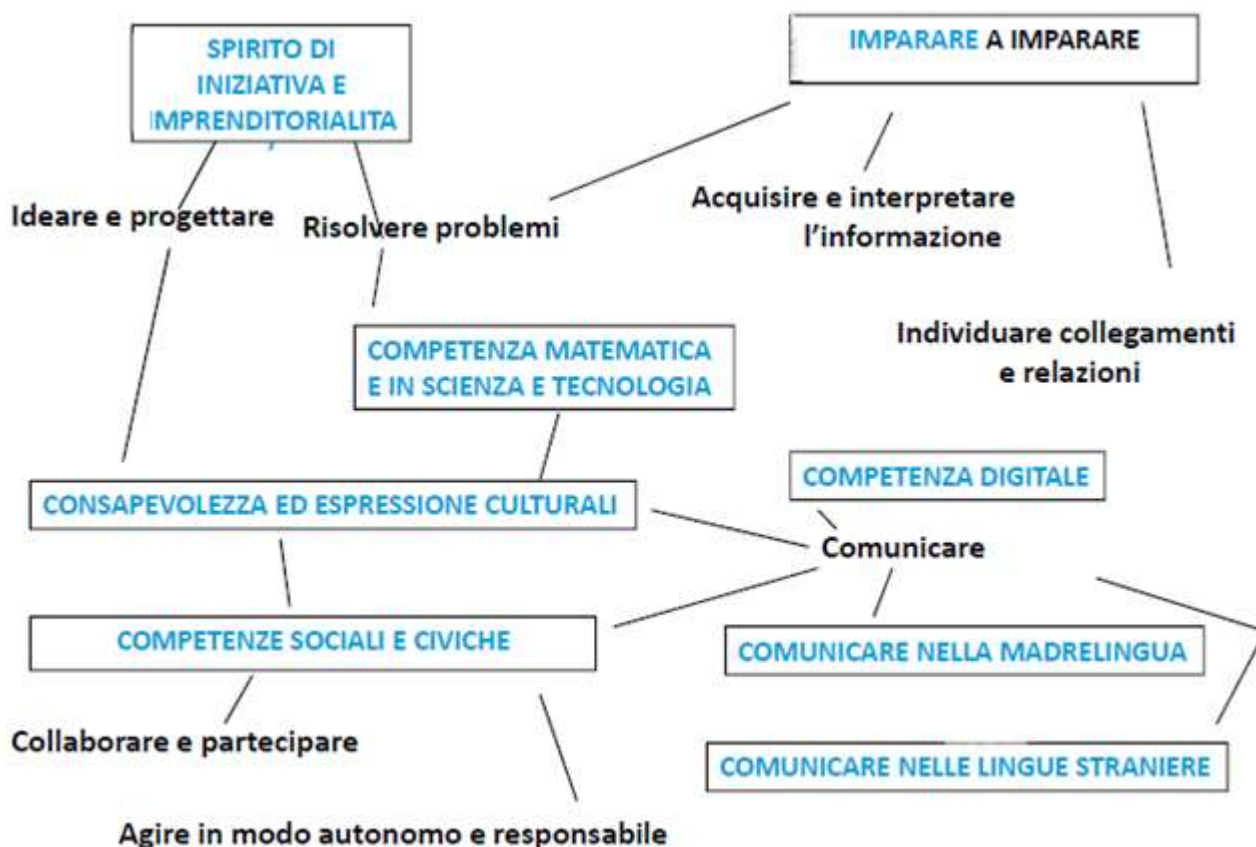 SPIRITO DI
INIZIATIVA E
IMPRENDITORIALITA
,
IMPARARE A IMPARARE
Ideare e progettare
Risolvere problemi
Acquisire e interpretare
l'informazione
Individuare collegamenti
e relazioni
COMPETENZA MATEMATICA
E IN SCIENZA E TECNOLOGIA
COMPETENZA DIGITALE
CONSAPEVOLEZZA ED ESPRESSIONE CULTURALI
Comunicare
COMPETENZE SOCIALI E CIVICHE
COMUNICARE NELLA MADRELINGUA
Collaborare e partecipare
COMUNICARE NELLE LINGUE STRANIERE
Agire in modo autonomo e responsabile